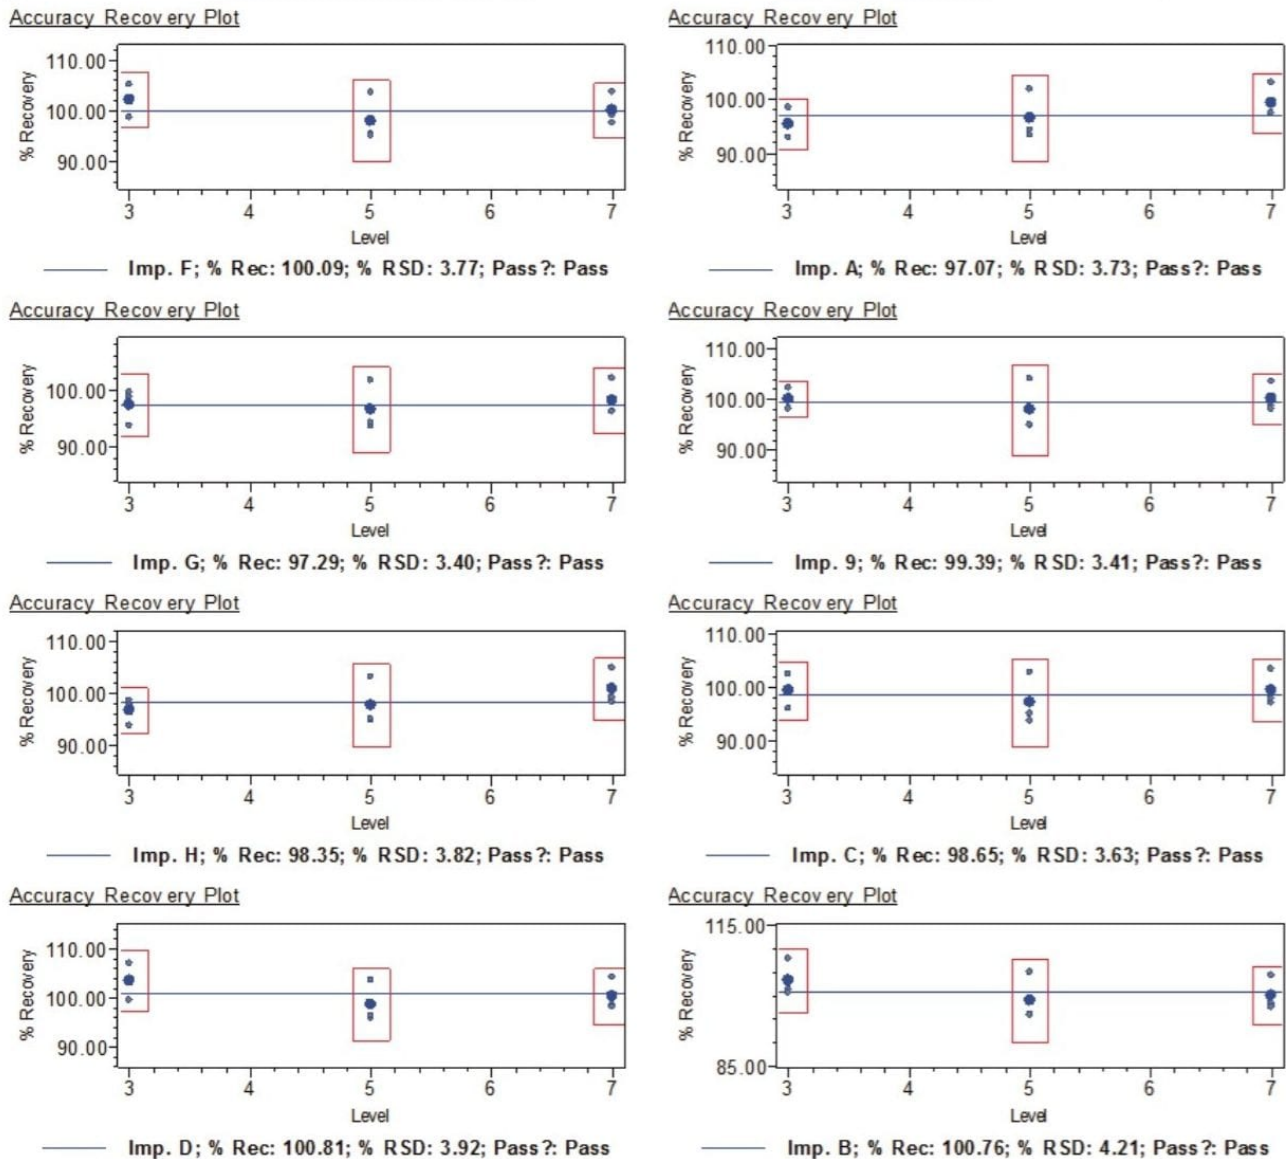 Accuracy Recovery Plot
% Recovery
110.00
100.00
90.00
3 4 5 6 7
Level
Imp. F; % Rec: 100.09; % RSD: 3.77; Pass?: Pass
Accuracy Recovery Plot
% Recovery
110.00
100.00
90.00
3 4 5 6 7
Level
Imp. A; % Rec: 97.07; % RSD: 3.73; Pass?: Pass
Accuracy Recovery Plot
% Recovery
100.00
90.00
3 4 5 6 7
Level
Imp. G; % Rec: 97.29; % RSD: 3.40; Pass?: Pass
Accuracy Recovery Plot
% Recovery
110.00
100.00
90.00
3 4 5 6 7
Level
Imp. 9; % Rec: 99.39; % RSD: 3.41; Pass?: Pass
Accuracy Recovery Plot
% Recovery
110.00
100.00
90.00
3 4 5 6 7
Level
Imp. H; % Rec: 98.35; % RSD: 3.82; Pass?: Pass
Accuracy Recovery Plot
% Recovery
110.00
100.00
90.00
3 4 5 6 7
Level
Imp. C; % Rec: 98.65; % RSD: 3.63; Pass?: Pass
Accuracy Recovery Plot
% Recovery
110.00
100.00
90.00
3 4 5 6 7
Level
Imp. D; % Rec: 100.81; % RSD: 3.92; Pass?: Pass
Accuracy Recovery Plot
% Recovery
115.00
85.00
3 4 5 6 7
Level
Imp. B; % Rec: 100.76; % RSD: 4.21; Pass?: Pass